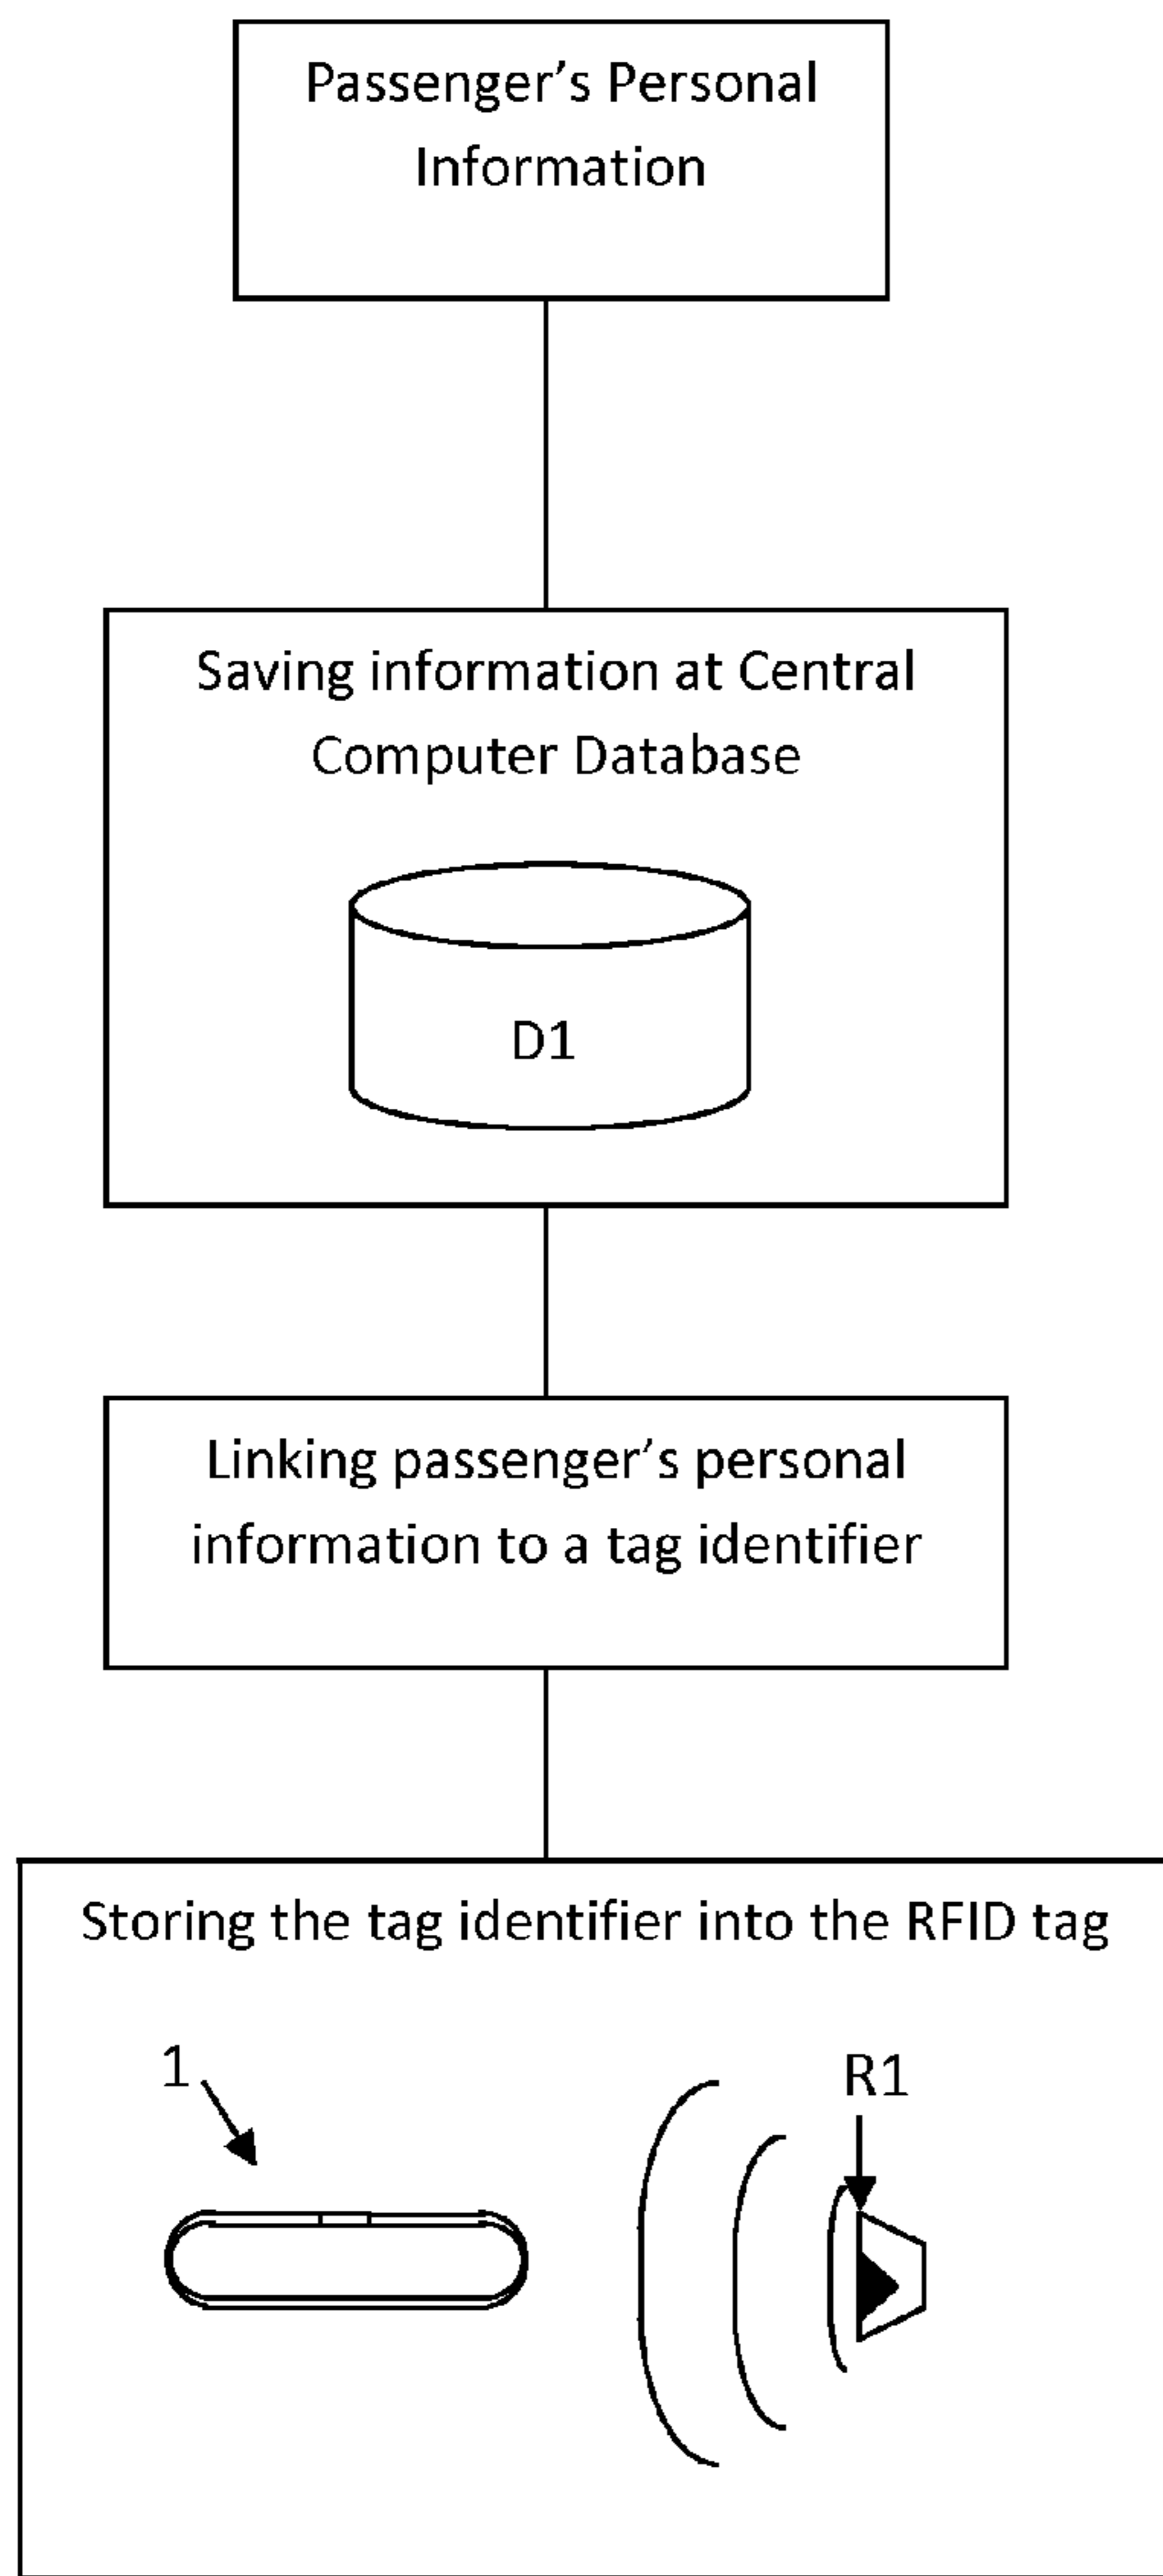 Passenger’s Personal
Information
Saving information at Central
Computer Database
D1
Linking passenger’s personal
information to a tag identifier
Storing the tag identifier into the RFID tag
1
R1